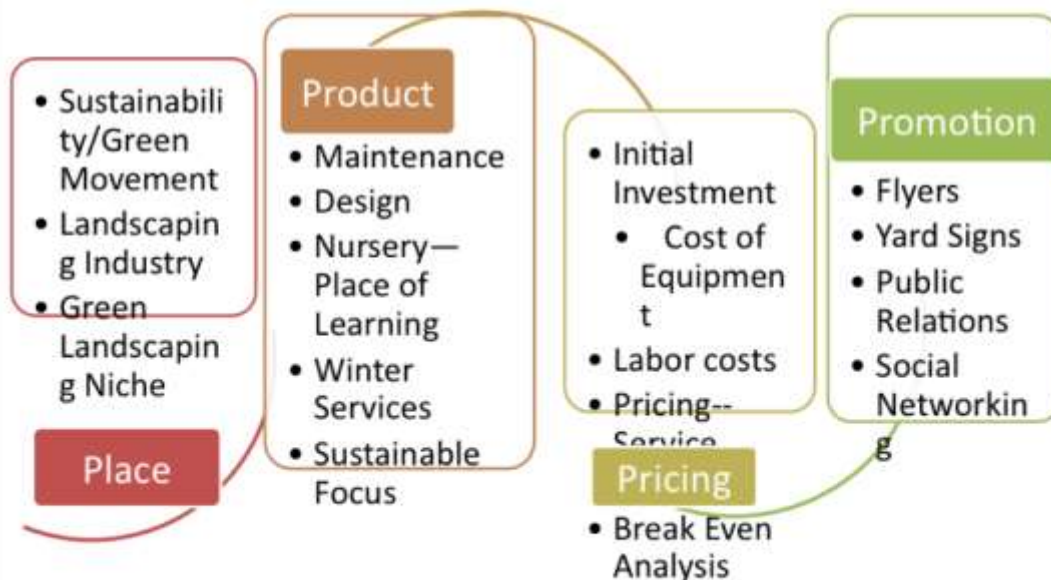 • Sustainabili
ty/Green
Movement
• Landscapin
g Industry
• Green
Landscapin
g Niche
Place
Product
• Maintenance
• Design
• Nursery—
Place of
Learning
• Winter
Services
• Sustainable
Focus
• Initial
Investment
• Cost of
Equipmen
t
• Labor costs
• Pricing--
Service
Pricing
• Break Even
Analysis
Promotion
• Flyers
• Yard Signs
• Public
Relations
• Social
Networkin
g